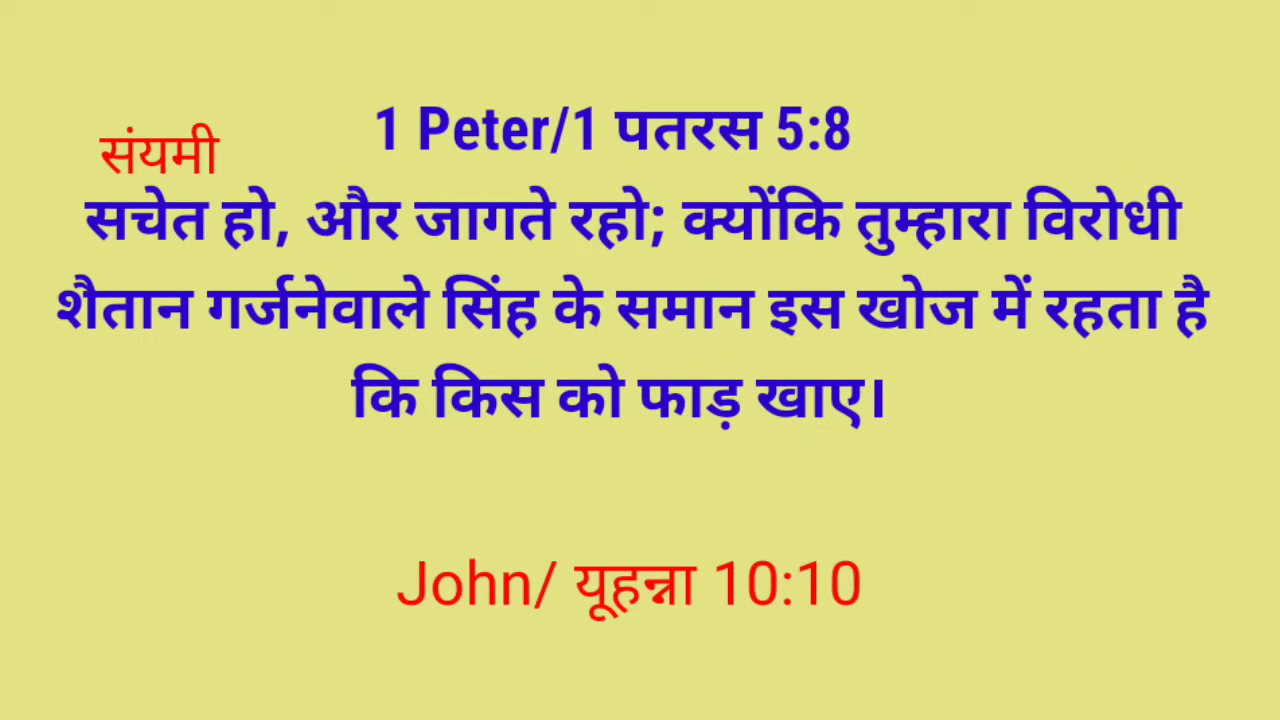 1 Peter/1 पतरस 5:8
संयमी
सचेत हो, और जागते रहो; क्योंकि तुम्हारा विरोधी
शैतान गर्जनेवाले सिंह के समान इस खोज में रहता है
कि किस को फाड़ खाए।
John/ यूहन्ना 10:10